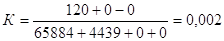 К = (120 + 0 − 0) / (65884 + 4439 + 0 + 0) = 0,002